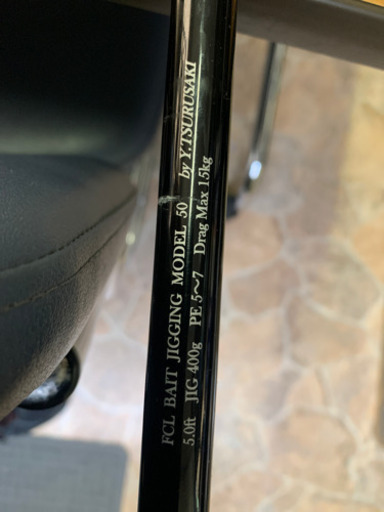 FCL BAIT JIGGING MODEL 50 by Y.TSURUSAKI
5.0ft JIG 400g PE 5〜7 Drag Max 15kg